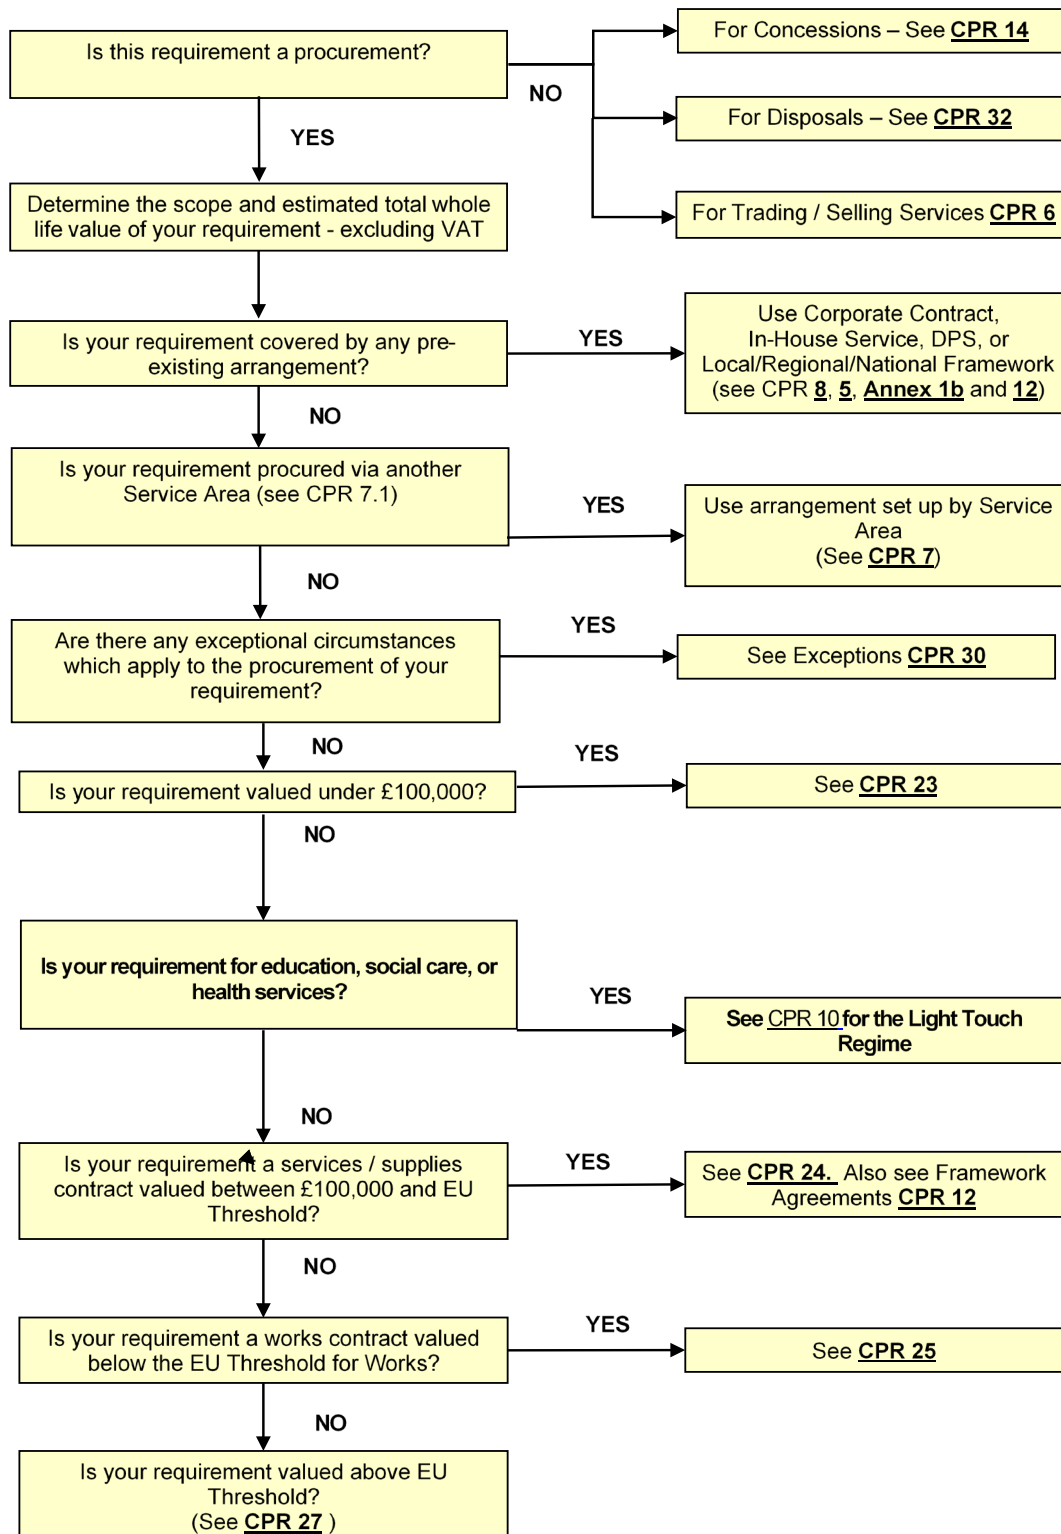 Is this requirement a procurement?
For Concessions – See CPR 14
NO
For Disposals – See CPR 32
YES
Determine the scope and estimated total whole
life value of your requirement - excluding VAT
For Trading / Selling Services CPR 6
Is your requirement covered by any pre-
existing arrangement?
YES
Use Corporate Contract,
In-House Service, DPS, or
Local/Regional/National Framework
(see CPR 8, 5, Annex 1b and 12)
NO
Is your requirement procured via another
Service Area (see CPR 7.1)
YES
Use arrangement set up by Service
Area
(See CPR 7)
NO
Are there any exceptional circumstances
which apply to the procurement of your
requirement?
YES
See Exceptions CPR 30
NO
Is your requirement valued under £100,000?
YES
See CPR 23
NO
Is your requirement for education, social care, or
health services?
YES
See CPR 10 for the Light Touch
Regime
NO
Is your requirement a services / supplies
contract valued between £100,000 and EU
Threshold?
YES
See CPR 24. Also see Framework
Agreements CPR 12
NO
Is your requirement a works contract valued
below the EU Threshold for Works?
YES
See CPR 25
NO
Is your requirement valued above EU
Threshold?
(See CPR 27 )